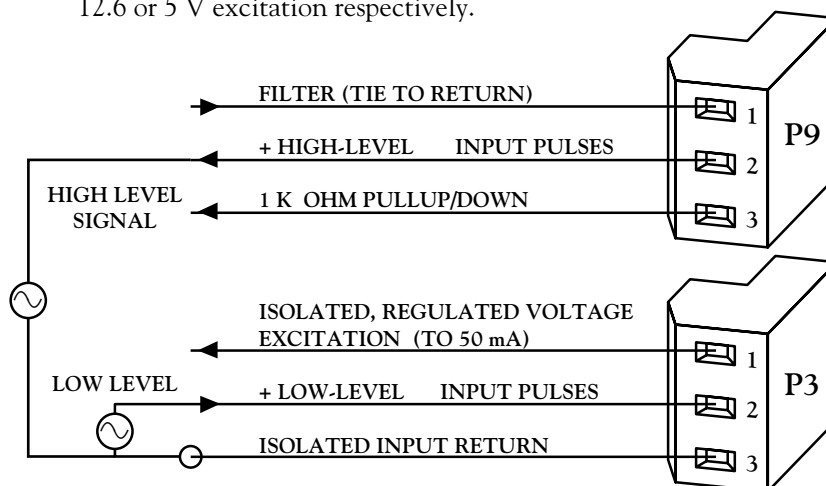 12.6 or 5 V excitation respectively.
FILTER (TIE TO RETURN)
1
P9
+ HIGH-LEVEL INPUT PULSES
2
HIGH LEVEL
SIGNAL
1 K OHM PULLUP/DOWN
3
ISOLATED, REGULATED VOLTAGE
EXCITATION (TO 50 mA)
1
LOW LEVEL
+ LOW-LEVEL INPUT PULSES
2
P3
ISOLATED INPUT RETURN
3